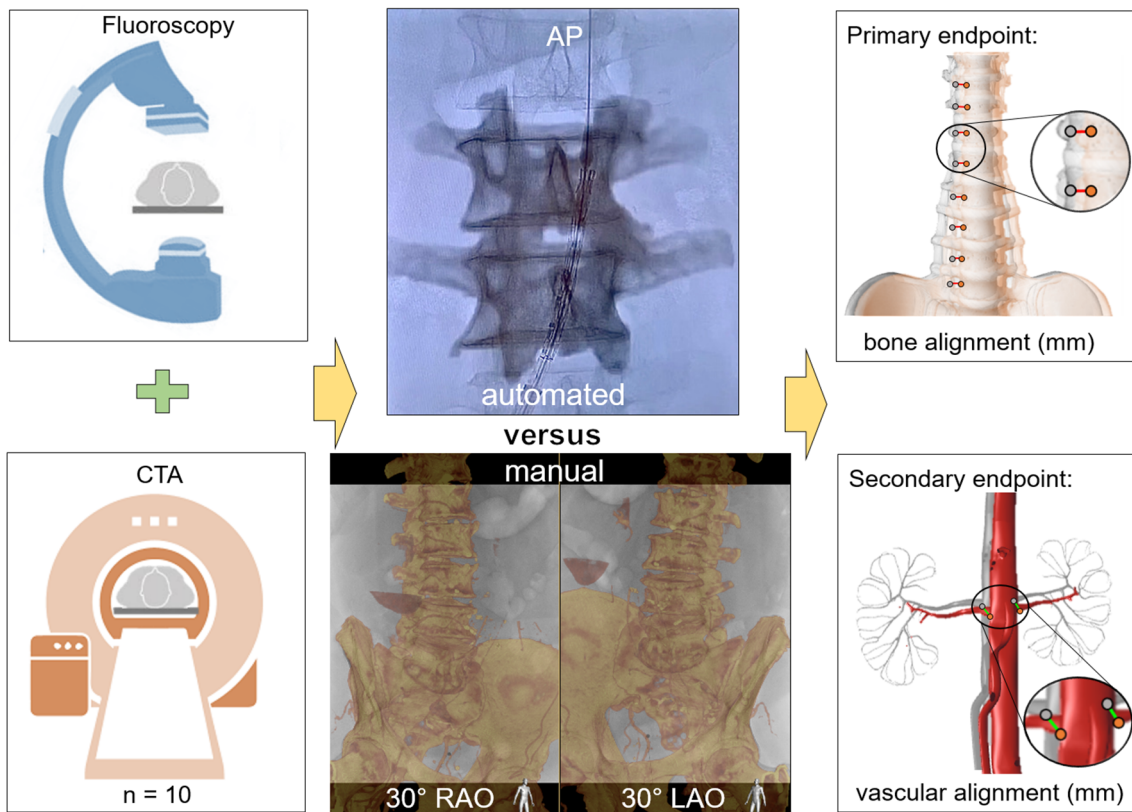 Fluoroscopy
CTA
n = 10
AP
automated
versus
manual
30° RAO
30° LAO
Primary endpoint:
bone alignment (mm)
Secondary endpoint:
vascular alignment (mm)